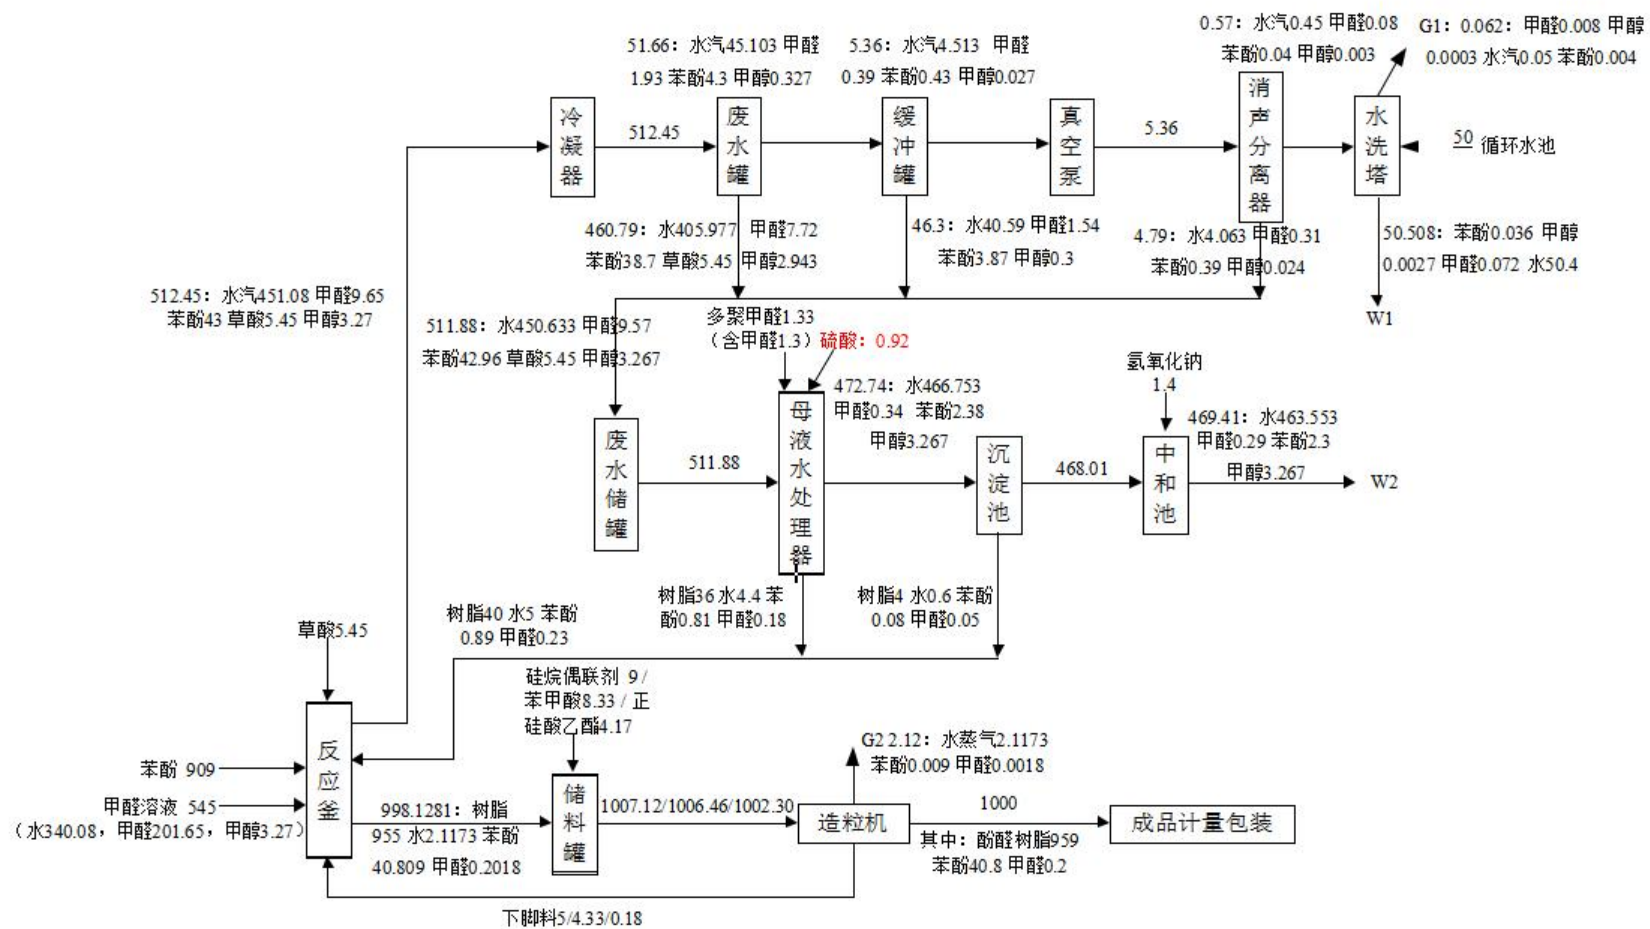 0.57：水汽0.45 甲醛0.08
苯酚0.04 甲醇0.003
G1：0.062：甲醛0.008 甲醇
0.0003 水汽0.05 苯酚0.004
51.66：水汽45.103 甲醛
1.93 苯酚4.3 甲醇0.327
5.36：水汽4.513 甲醛
0.39 苯酚0.43 甲醇0.027
冷凝器
512.45
废水罐
缓冲罐
真空泵
5.36
消声分离器
水洗塔
50 循环水池
460.79：水405.977 甲醛7.72
苯酚38.7 草酸5.45 甲醇2.943
46.3：水40.59 甲醛1.54
苯酚3.87 甲醇0.3
4.79：水4.063 甲醛0.31
苯酚0.39 甲醇0.024
50.508：苯酚0.036 甲醇
0.0027 甲醛0.072 水50.4
W1
512.45：水汽451.08 甲醛9.65
苯酚43 草酸5.45 甲醇3.27
511.88：水450.633 甲醛9.57
苯酚42.96 草酸5.45 甲醇3.267
多聚甲醛1.33
（含甲醛1.3）
硫酸：0.92
472.74：水466.753
甲醛0.34 苯酚2.38
甲醇3.267
氢氧化钠
1.4
469.41：水463.553
甲醛0.29 苯酚2.3
甲醇3.267
废水储罐
511.88
母液水处理器
沉淀池
468.01
中和池
W2
树脂36 水4.4 苯
酚0.81 甲醛0.18
树脂4 水0.6 苯酚
0.08 甲醛0.05
树脂40 水5 苯酚
0.89 甲醛0.23
草酸5.45
硅烷偶联剂 9/
苯甲酸8.33 / 正
硅酸乙酯4.17
反应釜
苯酚 909
甲醛溶液 545
（水340.08，甲醛201.65，甲醇3.27）
998.1281：树脂
955 水2.1173 苯酚
40.809 甲醛0.2018
储料罐
1007.12/1006.46/1002.30
G2 2.12：水蒸气2.1173
苯酚0.009 甲醛0.0018
造粒机
1000
其中：酚醛树脂959
苯酚40.8 甲醛0.2
成品计量包装
下脚料5/4.33/0.18